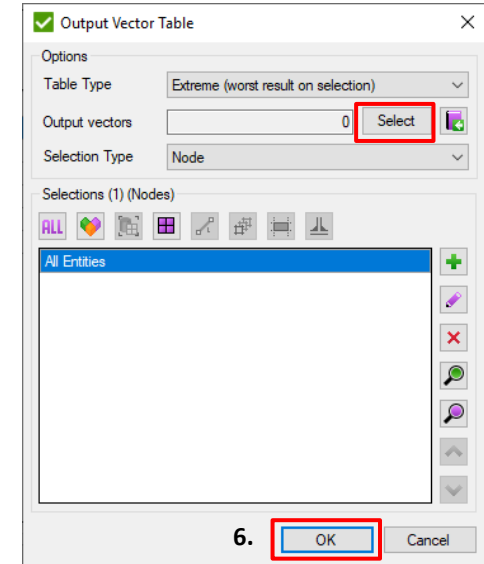 Output Vector Table
Options
Table Type Extreme (worst result on selection)
Output vectors 0 Select
Selection Type Node
Selections (1) (Nodes)
ALL
All Entities
6. OK Cancel